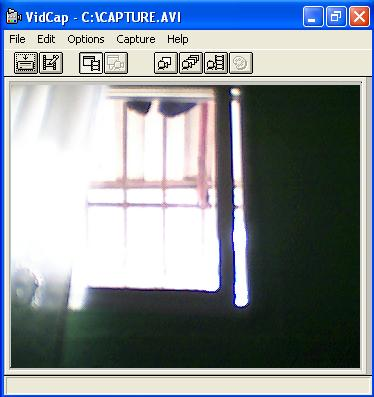 VidCap - C:\CAPTURE.AVI
File Edit Options Capture Help